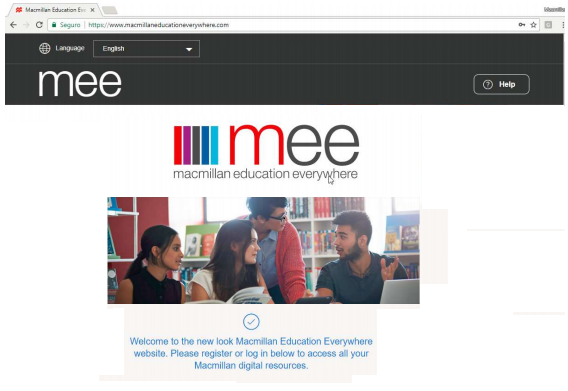 Macmillan Education Eve
Seguro | https://www.macmillaneducationeverywhere.com
Language English
mee
Help
mee
macmillan education everywhere
Welcome to the new look Macmillan Education Everywhere
website. Please register or log in below to access all your
Macmillan digital resources.